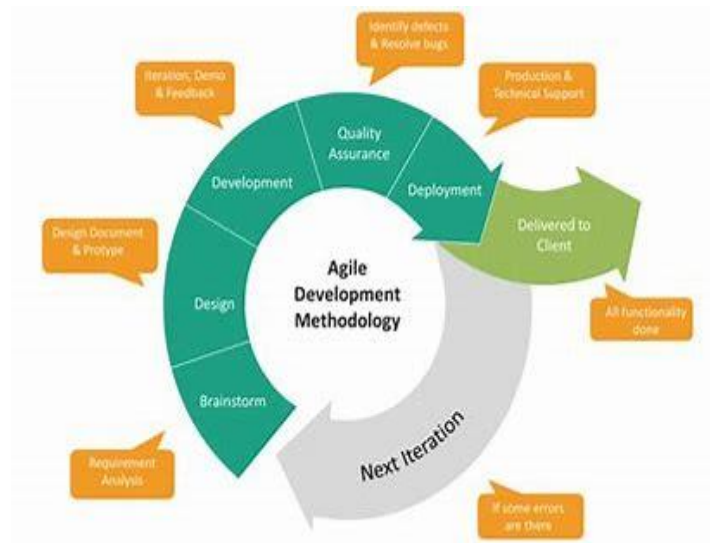 Identify defects
& Resolve bugs
Iteration, Demo
& Feedback
Production &
Technical Support
Quality
Assurance
Development
Deployment
Delivered to
Client
Design Document
& Protype
Design
Agile
Development
Methodology
All functionality
done
Brainstorm
Next Iteration
Requirement
Analysis
If some errors
are them